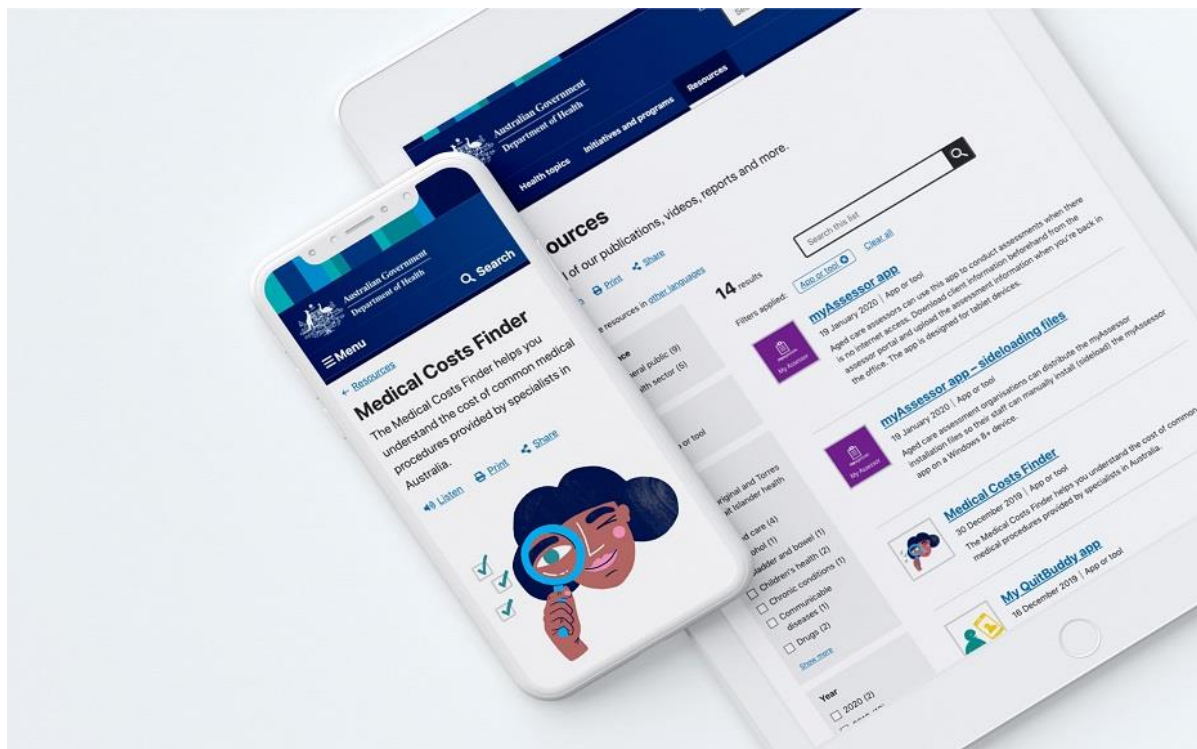 Australian Government
Department of Health
Search
Menu
← Resources
Medical Costs Finder
The Medical Costs Finder helps you
understand the cost of common medical
procedures provided by specialists in
Australia.
Listen
Print
Share
Australian Government
Department of Health
Health topics
Initiatives and programs
Resources
of our publications, videos, reports and more.
Print
Share
resources in other languages
Search this list
14 results
Filters applied:
App or tool
Clear all
myAssessor app
19 January 2020 | App or tool
Aged care assessors can use this app to conduct assessments when there
is no internet access. Download client information beforehand from the
assessor portal and upload the assessment information when you're back in
the office. The app is designed for tablet devices.
My Assessor
myAssessor app – sideloading files
19 January 2020 | App or tool
Aged care assessment organisations can distribute the myAssessor
installation files so their staff can manually install (sideload) the myAssessor
app on a Windows 8+ device.
My Assessor
Medical Costs Finder
30 December 2019 | App or tool
The Medical Costs Finder helps you understand the cost of common
medical procedures provided by specialists in Australia.
My QuitBuddy app
16 December 2019 | App or tool
public (9)
sector (5)
or tool
and Torres
Islander health
care (4)
(1)
Bladder and bowel (1)
Children's health (2)
Chronic conditions (1)
Communicable
diseases (1)
Drugs (2)
Show more
Year
2020 (2)